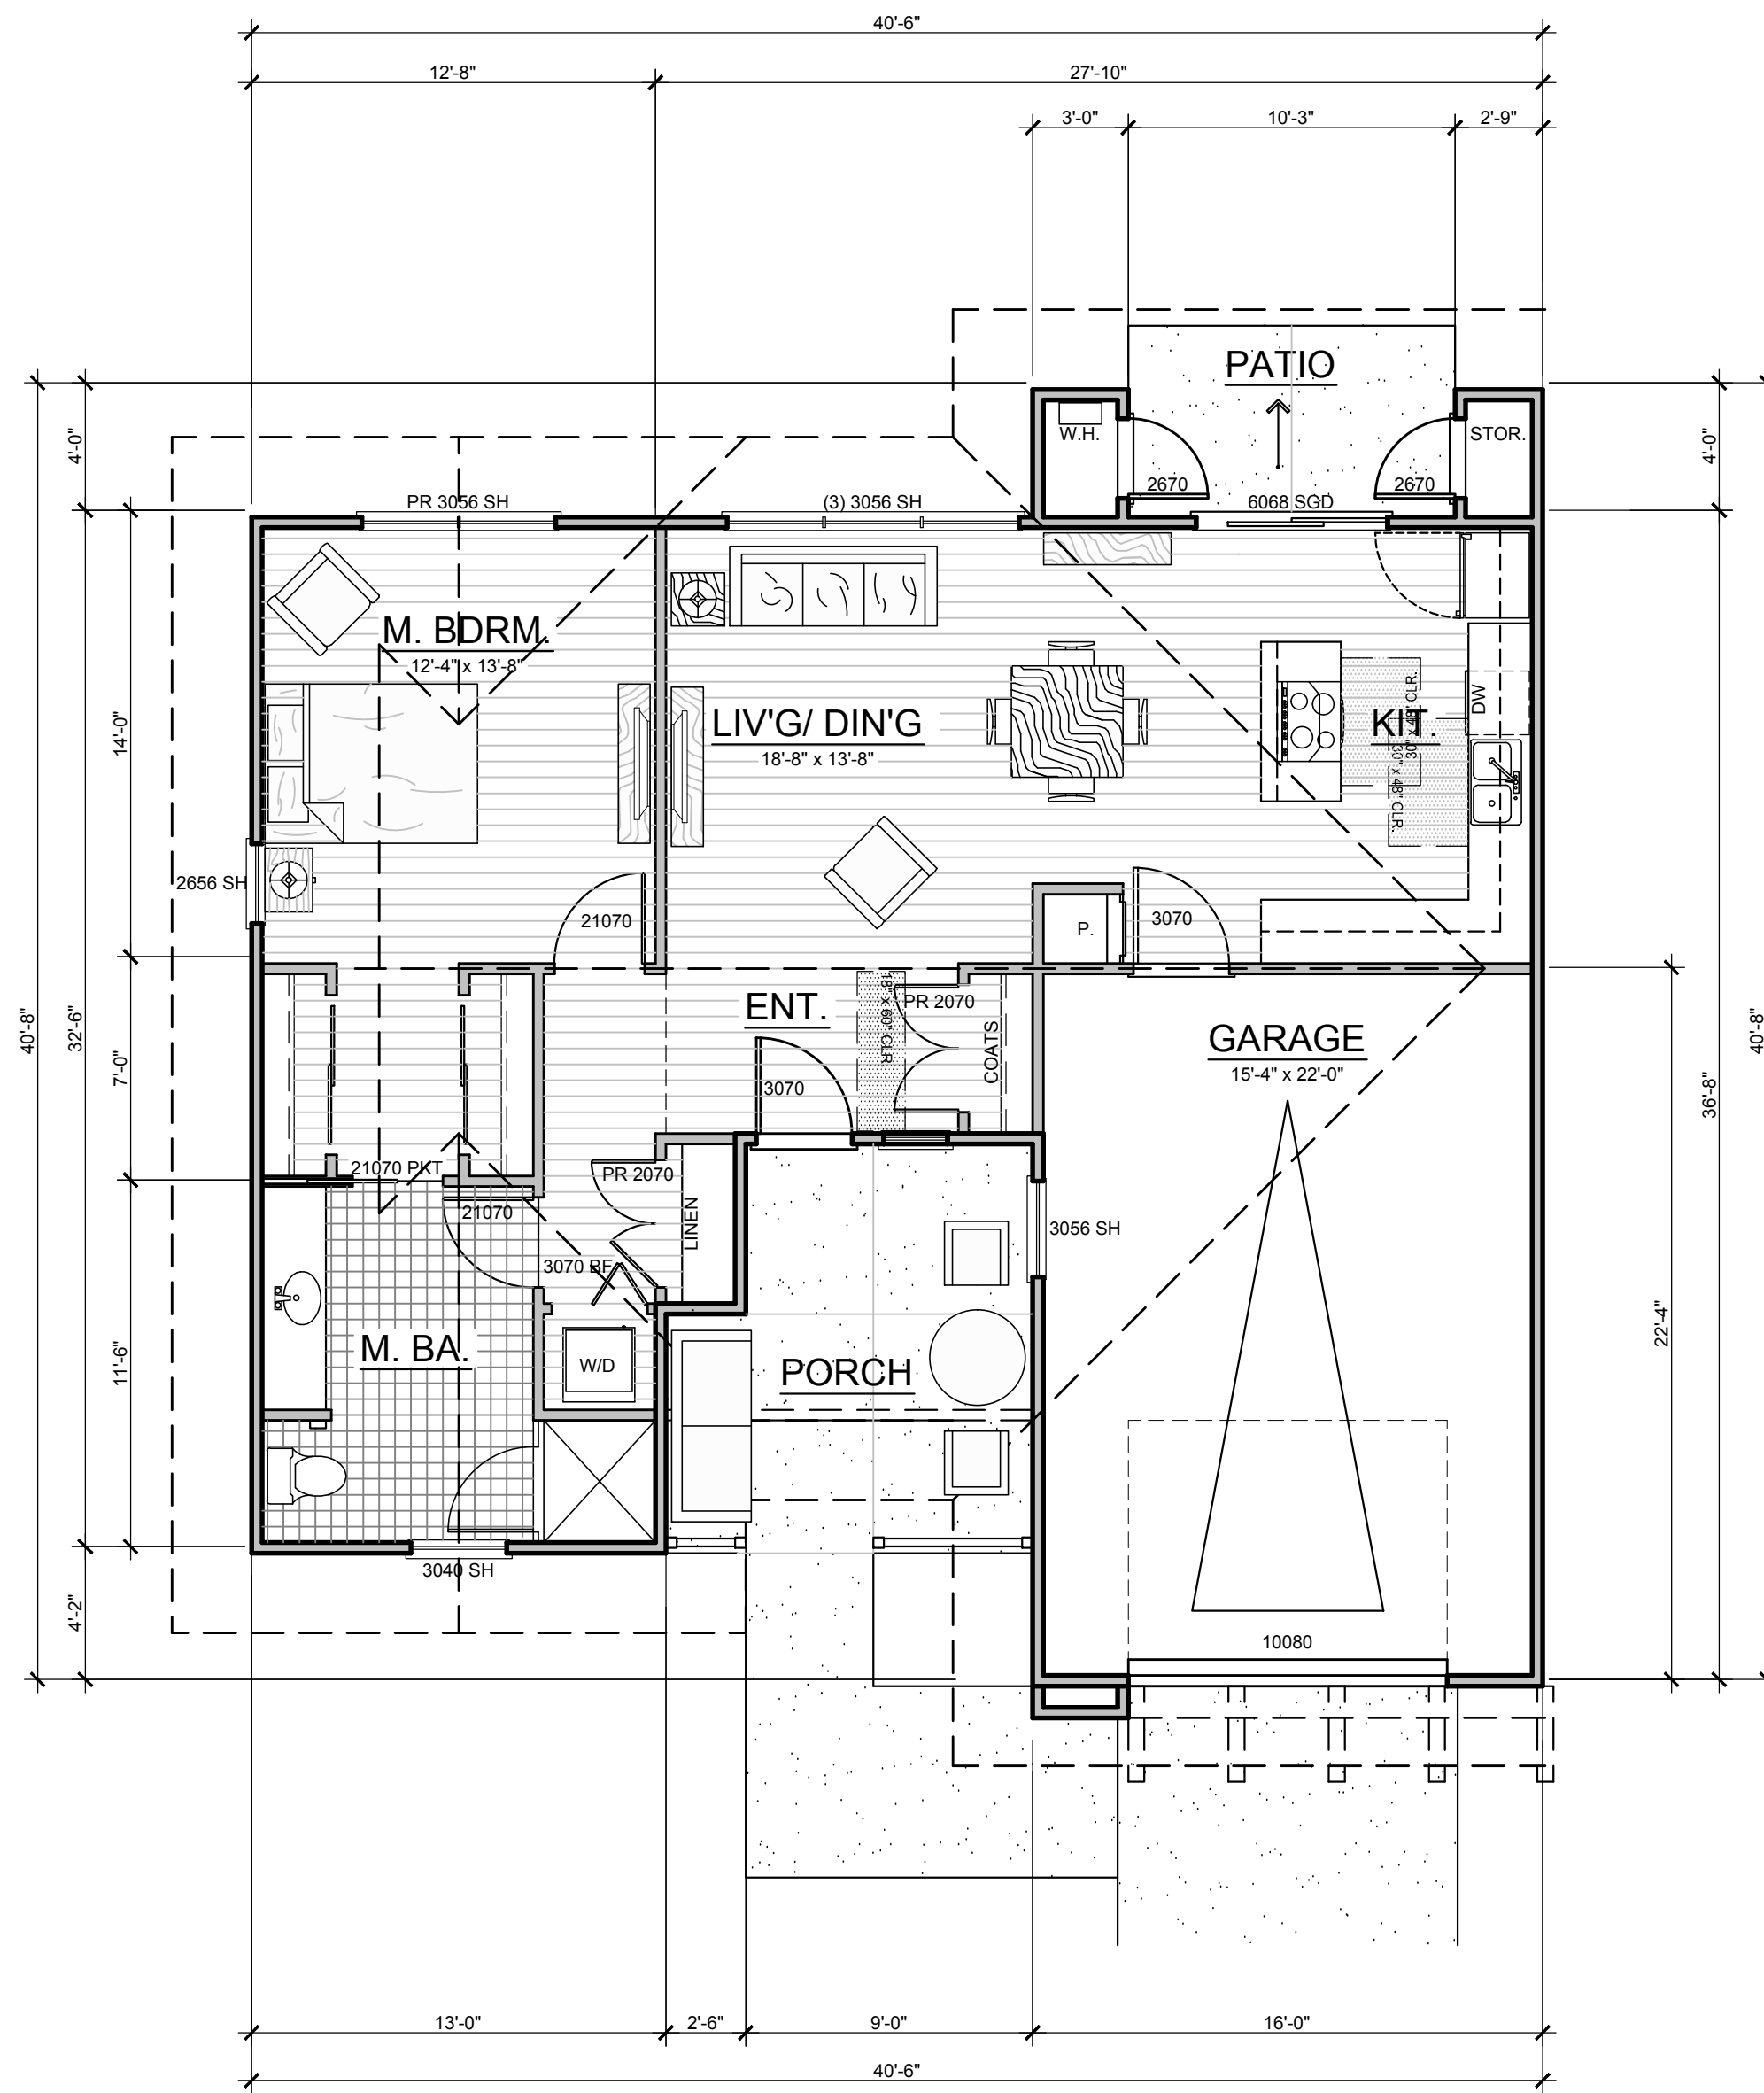 40'-6"
12'-8"
27'-10"
3'-0"
10'-3"
2'-9"
PATIO
W.H.
STOR.
2670
2670
4'-0"
4'-0"
PR 3056 SH
(3) 3056 SH
6068 SGD
M. BDRM.
12'-4" x 13'-8"
LIV'G/ DIN'G
18'-8" x 13'-8"
KIT.
DW
30" x 48" CLR.
30" x 48" CLR.
14'-0"
2656 SH
21070
3070
P.
ENT.
18" x 60" CLR.
PR 2070
COATS
GARAGE
15'-4" x 22'-0"
3070
40'-8"
32'-6"
7'-0"
36'-8"
40'-8"
21070 PKT
PR 2070
21070
LINEN
3056 SH
3070 BF
M. BA.
W/D
PORCH
11'-6"
22'-4"
3040 SH
4'-2"
10080
13'-0"
2'-6"
9'-0"
16'-0"
40'-6"